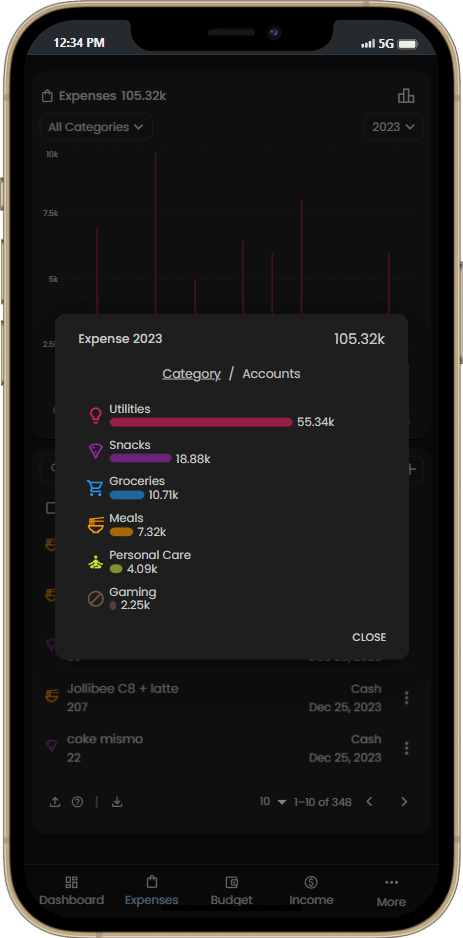 12:34 PM 5G
Expenses 105.32k
All Categories 2023
10k
7.5k
5k
2.5
Expense 2023 105.32k
Category / Accounts
Utilities
55.34k
Snacks
18.88k
Groceries
10.71k
Meals
7.32k
Personal Care
4.09k
Gaming
2.25k
CLOSE
Jollibee C8 + latte Cash
207 Dec 25, 2023
coke mismo Cash
22 Dec 25, 2023
10 1–10 of 348
Dashboard Expenses Budget Income More